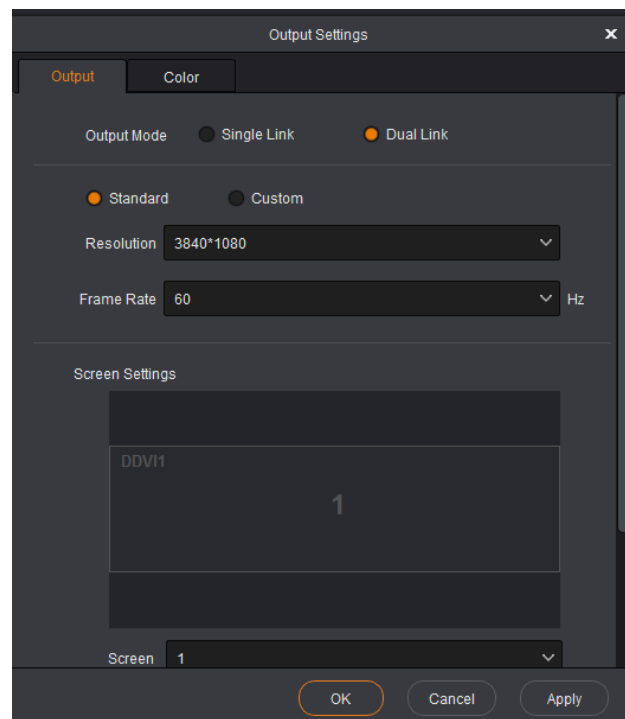 Output Settings x
Output Color
Output Mode Single Link Dual Link
Standard Custom
Resolution 3840*1080
Frame Rate 60 Hz
Screen Settings
DDVI1
1
Screen 1
OK Cancel Apply